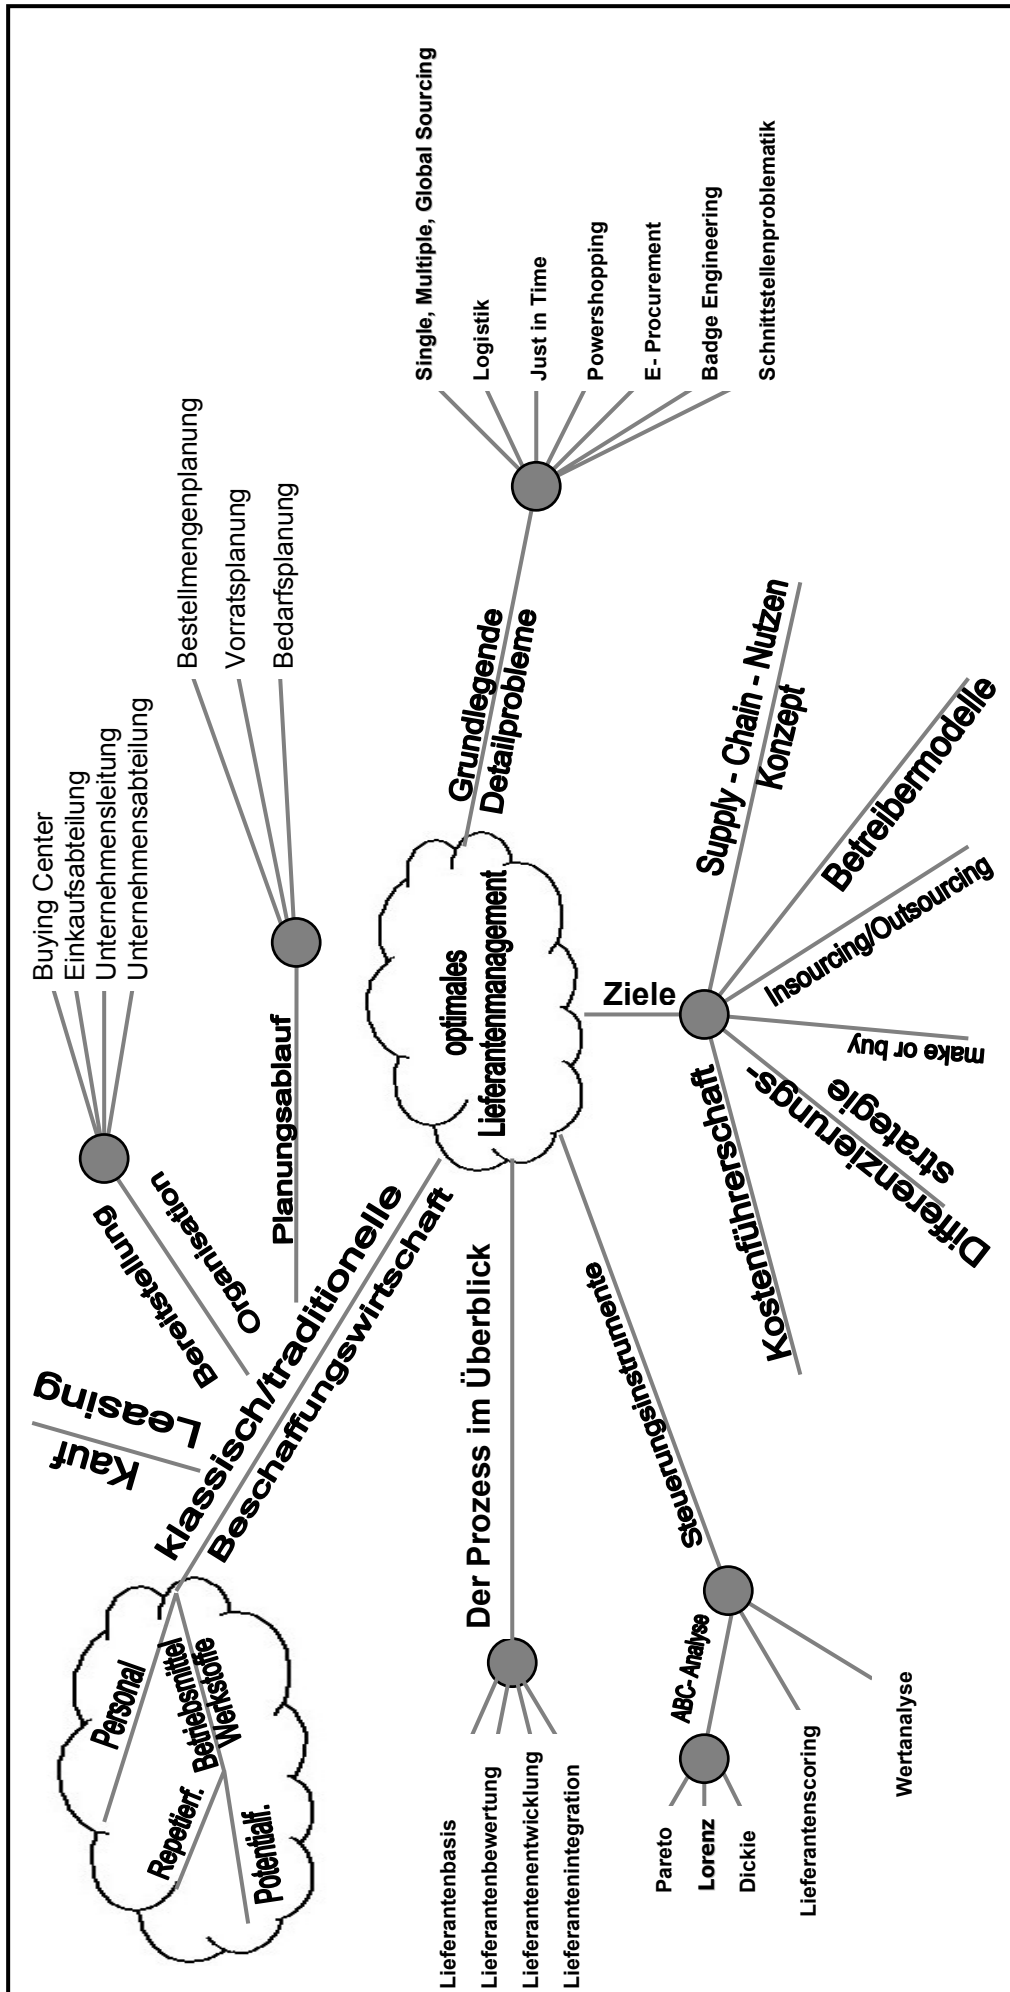 Buying Center
Einkaufsabteilung
Unternehmensleitung
Unternehmensabteilung
Bestellmengenplanung
Vorratsplanung
Bedarfsplanung
Single, Multiple, Global Sourcing
Logistik
Just in Time
Powershopping
E- Procurement
Badge Engineering
Schnittstellenproblematik
Kauf
Leasing
Bereitstellung
Organisation
Planungsablauf
klassisch/traditionelle
Beschaffungswirtschaft
Personal
Betriebsmittel
Werkstoffe
Repetierf.
Potentialf.
optimales
Lieferantenmanagement
Grundlegende
Detailprobleme
Der Prozess im Überblick
Lieferantenbasis
Lieferantenbewertung
Lieferantenentwicklung
Lieferantenintegration
Steuerungsinstrumente
ABC-Analyse
Pareto
Lorenz
Dickie
Lieferantenscoring
Wertanalyse
Ziele
Kostenführerschaft
Differenzierungs-
strategie
make or buy
Insourcing/Outsourcing
Betreibermodelle
Supply - Chain - Nutzen
Konzept